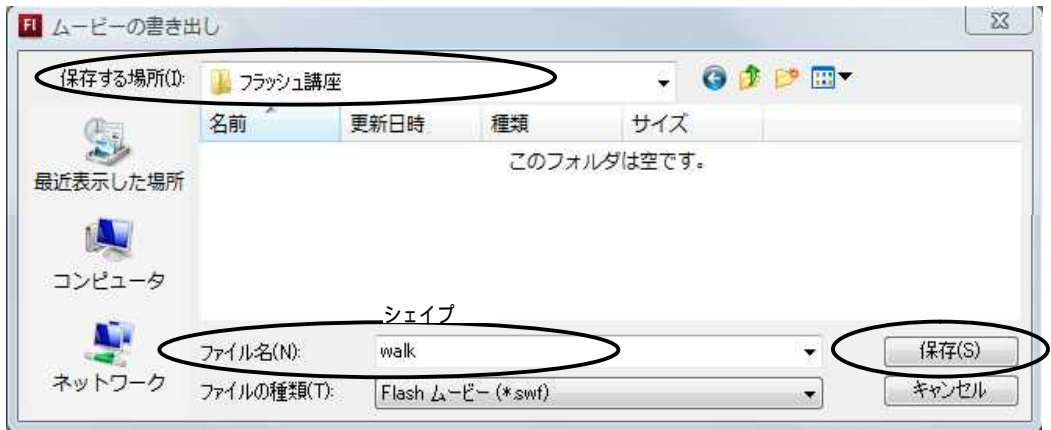 Fl ムービーの書き出し
保存する場所(I): フラッシュ講座
名前 更新日時 種類 サイズ
このフォルダは空です。
最近表示した場所
コンピュータ
シェイプ
ファイル名(N): walk 保存(S)
ネットワーク
ファイルの種類(T): Flash ムービー (*.swf) キャンセル